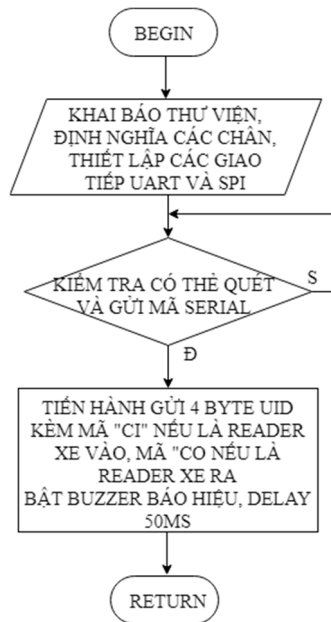 BEGIN
KHAI BÁO THƯ VIỆN,
ĐỊNH NGHĨA CÁC CHÂN,
THIẾT LẬP CÁC GIAO
TIẾP UART VÀ SPI
KIỂM TRA CÓ THẺ QUÉT
VÀ GỬI MÃ SERIAL
S
Đ
TIẾN HÀNH GỬI 4 BYTE UID
KÈM MÃ "CI" NẾU LÀ READER
XE VÀO, MÃ "CO NẾU LÀ
READER XE RA
BẬT BUZZER BÁO HIỆU, DELAY
50MS
RETURN